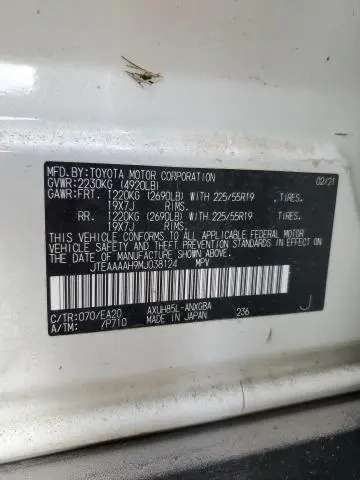 MFD.BY:TOYOTA MOTOR CORPORATION 02/21
GVWR:2230KG (4920LB)
GAWR:FRT. 1220KG (2690LB) WITH 225/55R19 TIRES.
19X7J RIMS.
RR. 1220KG (2690LB) WITH 225/55R19 TIRES.
19X7J RIMS.
THIS VEHICLE CONFORMS TO ALL APPLICABLE FEDERAL MOTOR
VEHICLE SAFETY AND BUMPER STANDARDS IN EFFECT ON THE
DATE OF MANUFACTURE SHOWN ABOVE.
JTEAAAAH9MJ038124 MPV
C/TR:070/EA20 AXUH85L-ANXGBA 236 J
A/TM: /P710 MADE IN JAPAN